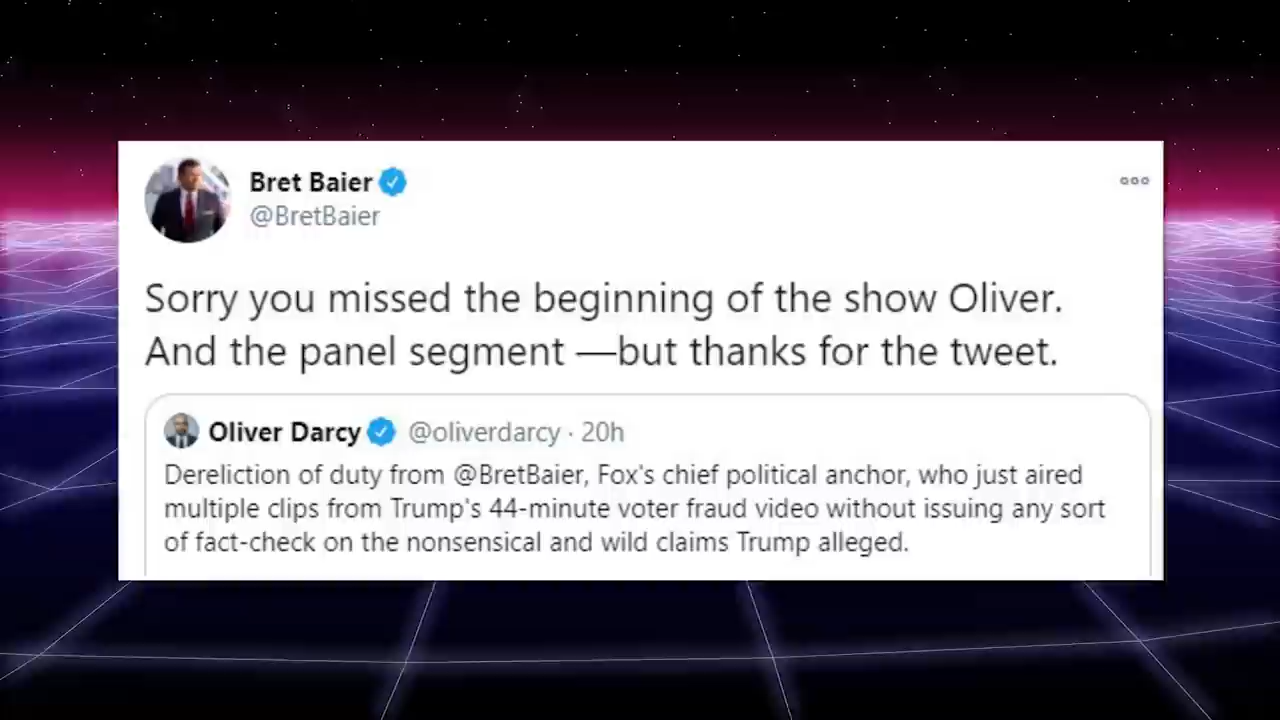 Bret Baier
@BretBaier
Sorry you missed the beginning of the show Oliver.
And the panel segment —but thanks for the tweet.
Oliver Darcy @oliverdarcy · 20h
Dereliction of duty from @BretBaier, Fox's chief political anchor, who just aired
multiple clips from Trump's 44-minute voter fraud video without issuing any sort
of fact-check on the nonsensical and wild claims Trump alleged.